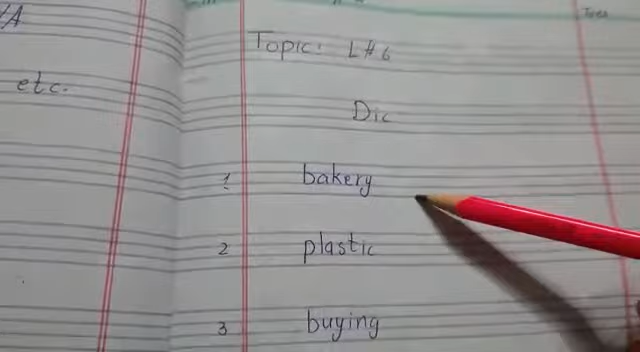 etc.
Topic: L#6
Dic
1 bakery
2 plastic
3 buying